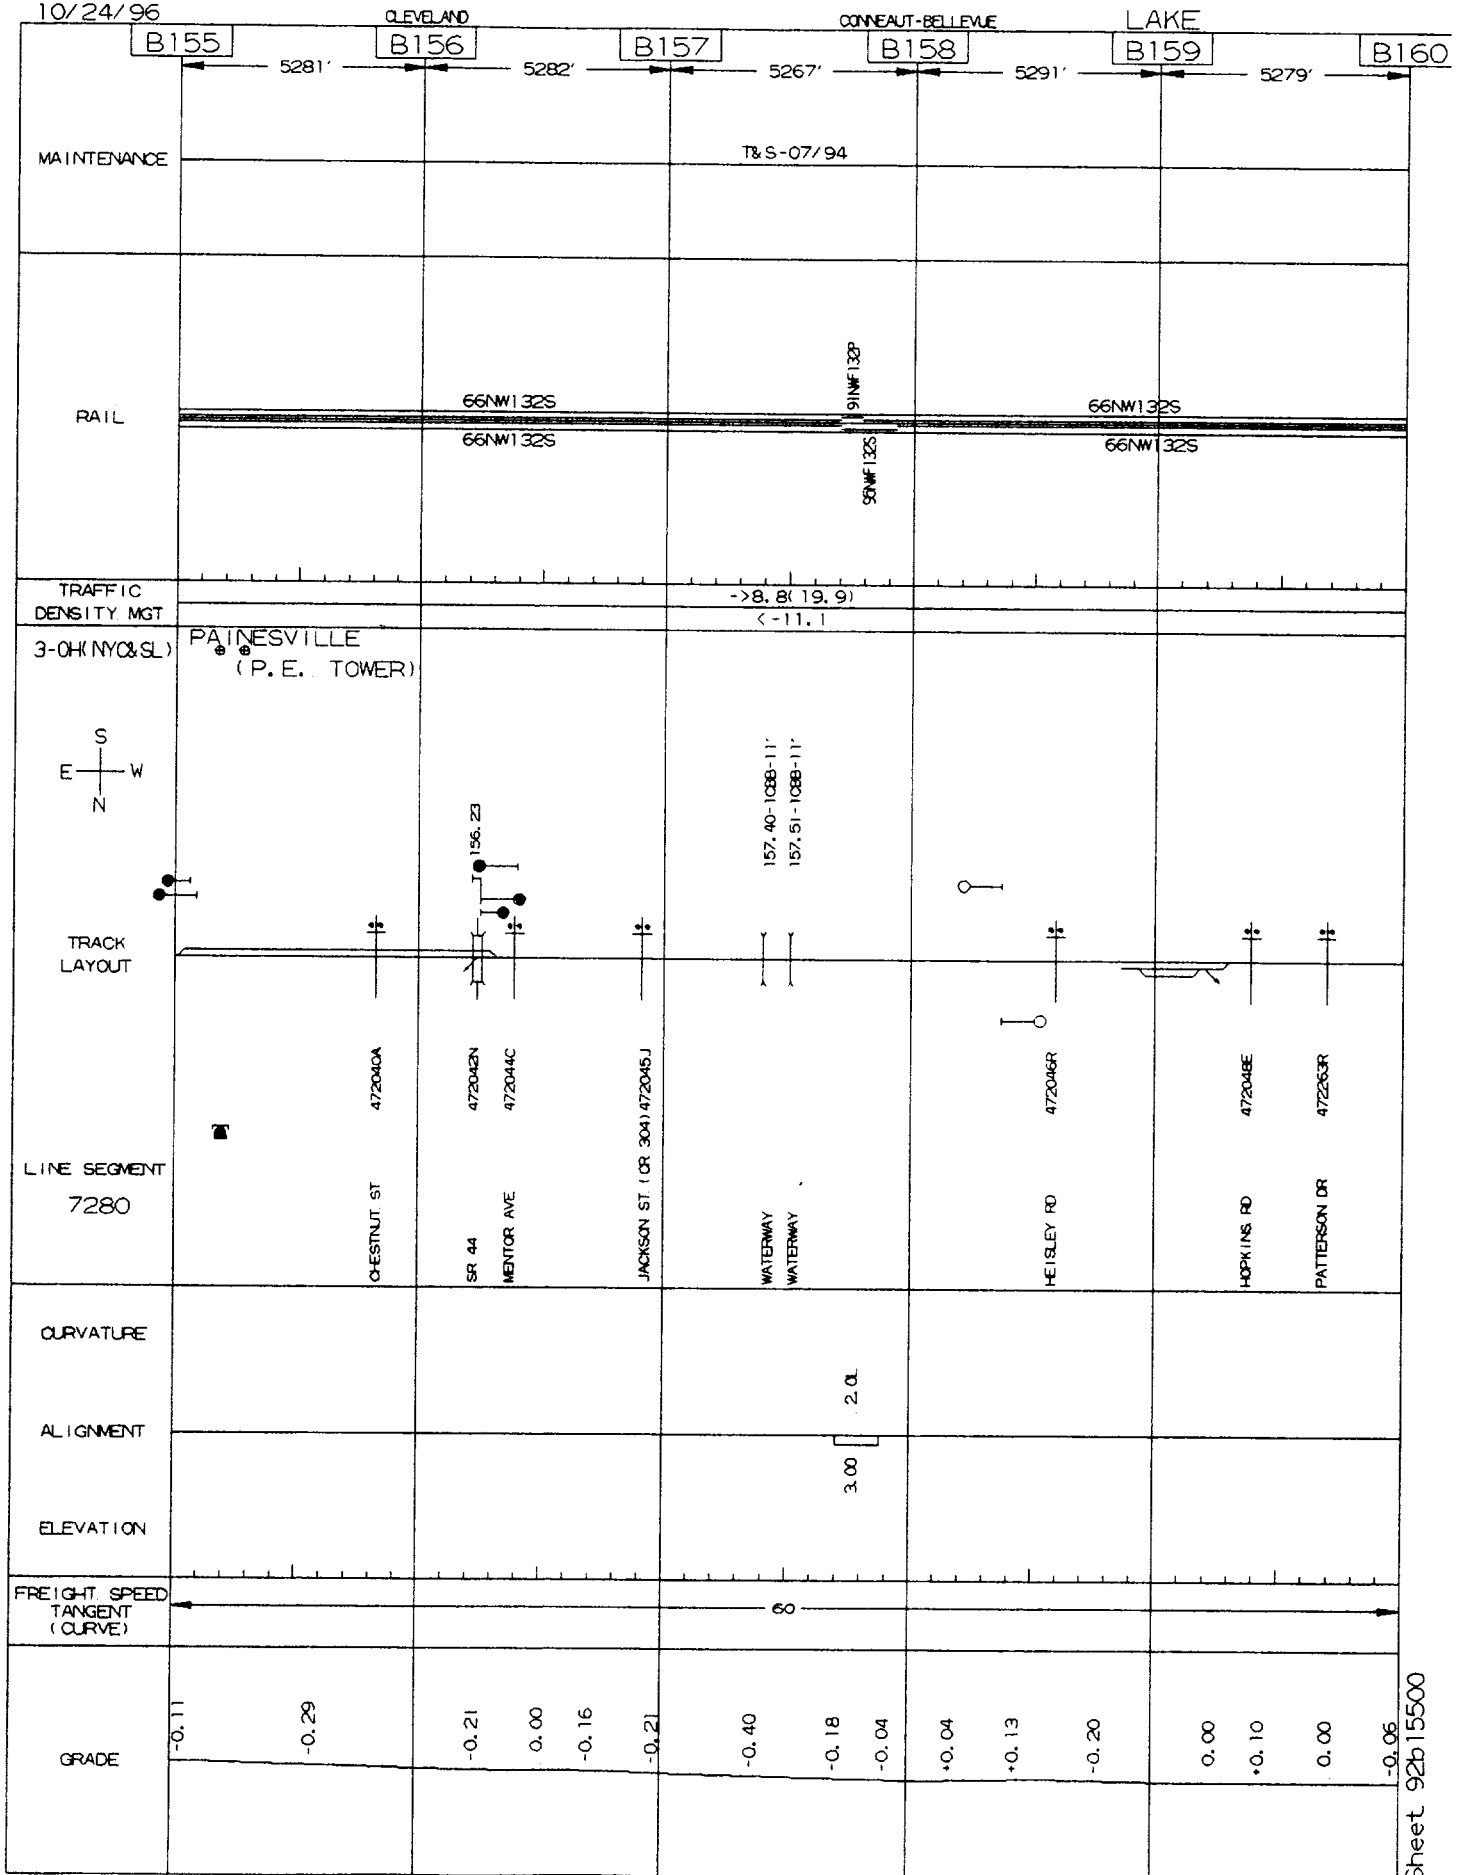 10/24/96
CLEVELAND
CONNEAUT-BELLEVUE
LAKE
B155
B156
B157
B158
B159
B160
5281'
5282'
5267'
5291'
5279'
MAINTENANCE
T&S-07/94
RAIL
66NW132S
66NW132S
91NWF132P
95NWF132S
66NW132S
66NW132S
TRAFFIC
DENSITY MGT
->8.8(19.9)
<-11.1
3-OH(NYC&SL)
PAINESVILLE
(P.E. TOWER)
S
E W
N
156.23
157.40-1CBB-11'
157.51-1CBB-11'
TRACK
LAYOUT
472040A
472042N
472044C
472045J
472046R
472048E
472263R
LINE SEGMENT
7280
CHESTNUT ST
SR 44
MENTOR AVE
JACKSON ST (CR 304)
WATERWAY
WATERWAY
HEISLEY RD
HOPKINS RD
PATTERSON DR
CURVATURE
2.0L
ALIGNMENT
3.00
ELEVATION
FREIGHT SPEED
TANGENT
(CURVE)
60
GRADE
-0.11
-0.29
-0.21
0.00
-0.16
-0.21
-0.40
-0.18
-0.04
+0.04
+0.13
-0.20
0.00
+0.10
0.00
-0.06
Sheet 92b15500